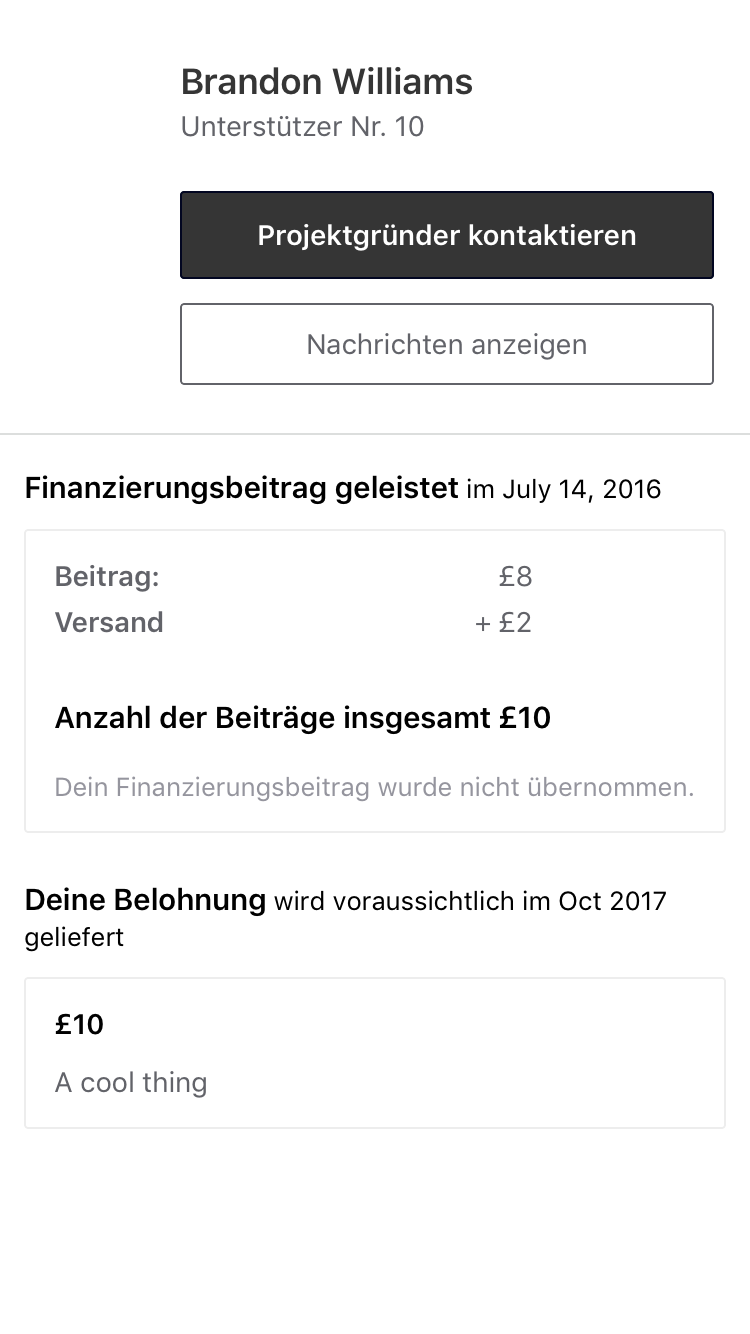 Brandon Williams
Unterstützer Nr. 10
Projektgründer kontaktieren
Nachrichten anzeigen
Finanzierungsbeitrag geleistet im July 14, 2016
Beitrag: £8
Versand + £2
Anzahl der Beiträge insgesamt £10
Dein Finanzierungsbeitrag wurde nicht übernommen.
Deine Belohnung wird voraussichtlich im Oct 2017
geliefert
£10
A cool thing